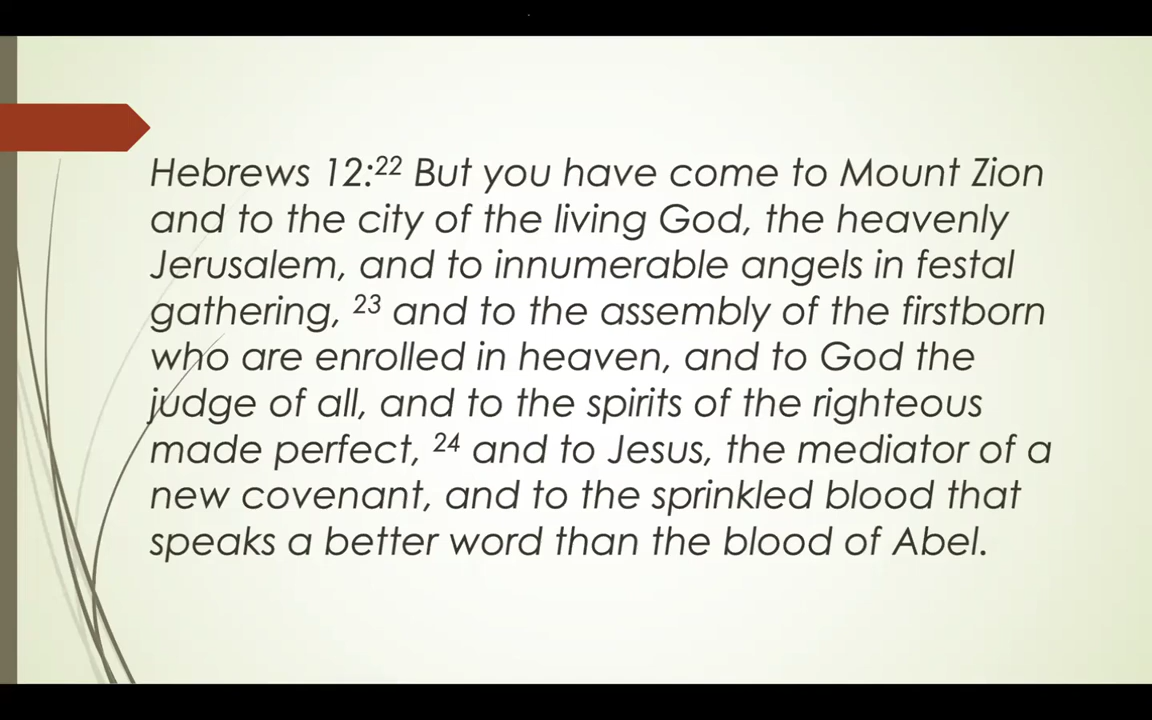 Hebrews 12:22 But you have come to Mount Zion
and to the city of the living God, the heavenly
Jerusalem, and to innumerable angels in festal
gathering, 23 and to the assembly of the firstborn
who are enrolled in heaven, and to God the
judge of all, and to the spirits of the righteous
made perfect, 24 and to Jesus, the mediator of a
new covenant, and to the sprinkled blood that
speaks a better word than the blood of Abel.